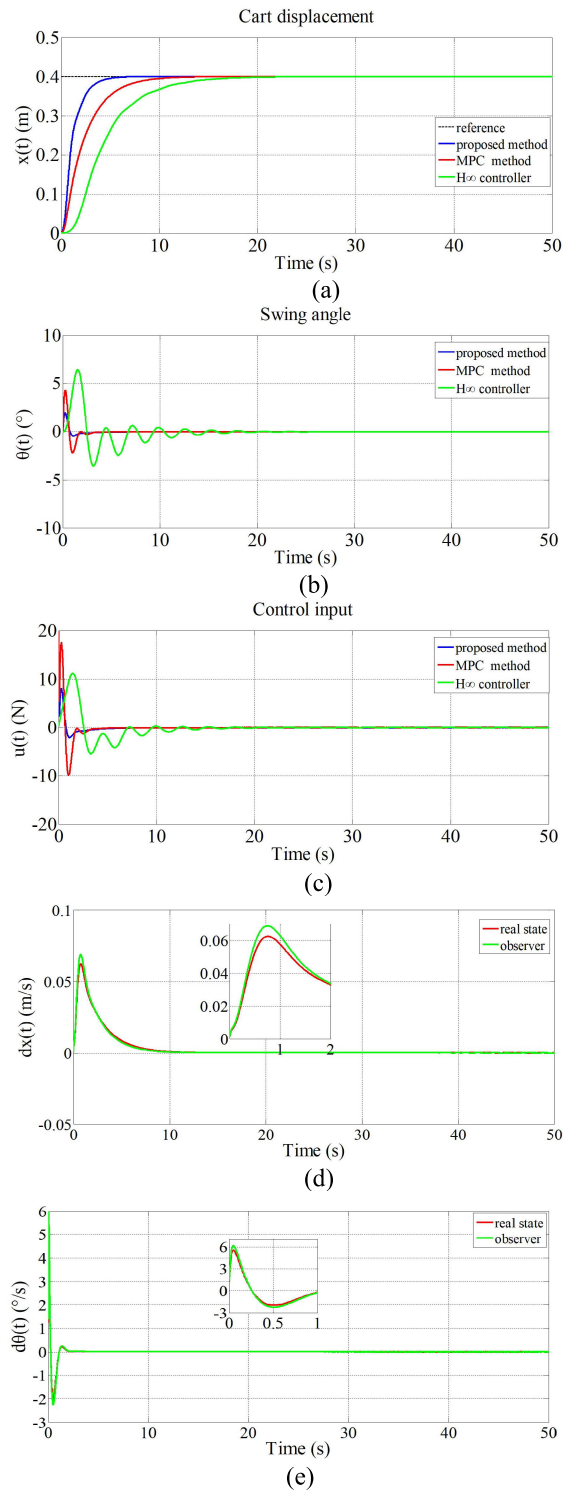 Cart displacement
0.5
0.4
0.3
0.2
0.1
0
x(t) (m)
reference
proposed method
MPC method
H∞ controller
0 10 20 30 40 50
Time (s)
(a)
Swing angle
10
5
0
-5
-10
θ(t) (°)
proposed method
MPC method
H∞ controller
0 10 20 30 40 50
Time (s)
(b)
Control input
20
10
0
-10
-20
u(t) (N)
proposed method
MPC method
H∞ controller
0 10 20 30 40 50
Time (s)
(c)
0.1
0.05
0
-0.05
dx(t) (m/s)
0.06
0.04
0.02
0
1 2
real state
observer
0 10 20 30 40 50
Time (s)
(d)
6
5
4
3
2
1
0
-1
-2
-3
dθ(t) (°/s)
6
3
0
-3
0 0.5 1
real state
observer
0 10 20 30 40 50
Time (s)
(e)